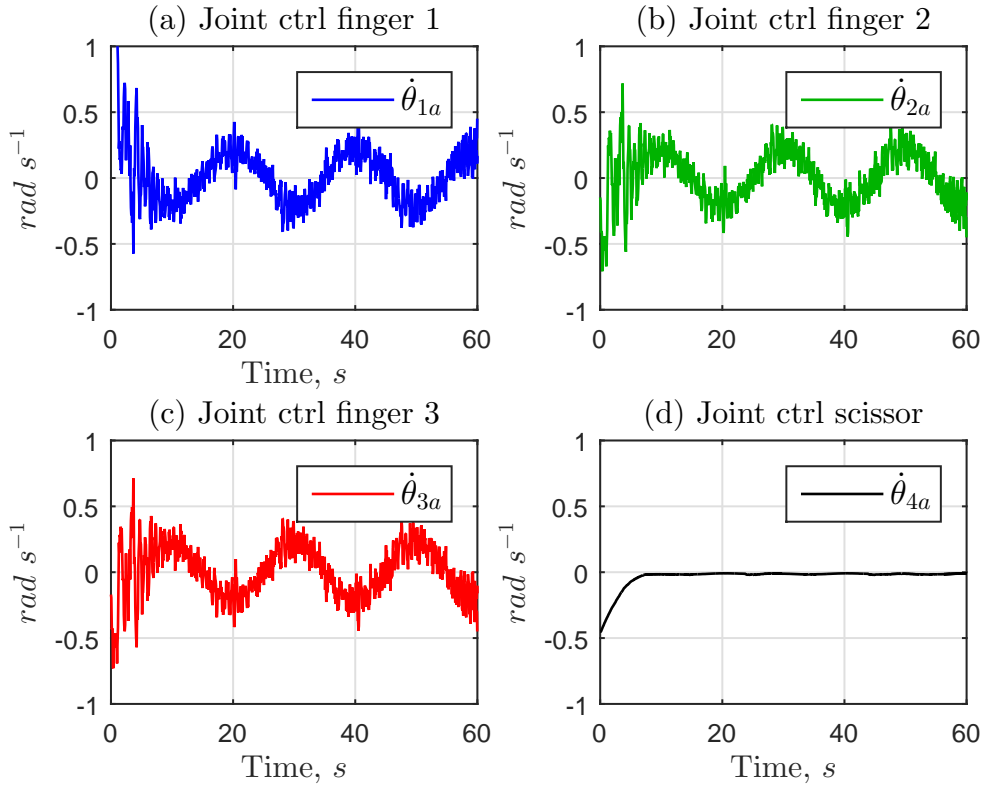 (a) Joint ctrl finger 1
1
0.5
0
-0.5
-1
rad s⁻¹
θ̇₁ₐ
0 20 40 60
Time, s
(b) Joint ctrl finger 2
1
0.5
0
-0.5
-1
rad s⁻¹
θ̇₂ₐ
0 20 40 60
(c) Joint ctrl finger 3
1
0.5
0
-0.5
-1
rad s⁻¹
θ̇₃ₐ
0 20 40 60
Time, s
(d) Joint ctrl scissor
1
0.5
0
-0.5
-1
rad s⁻¹
θ̇₄ₐ
0 20 40 60
Time, s